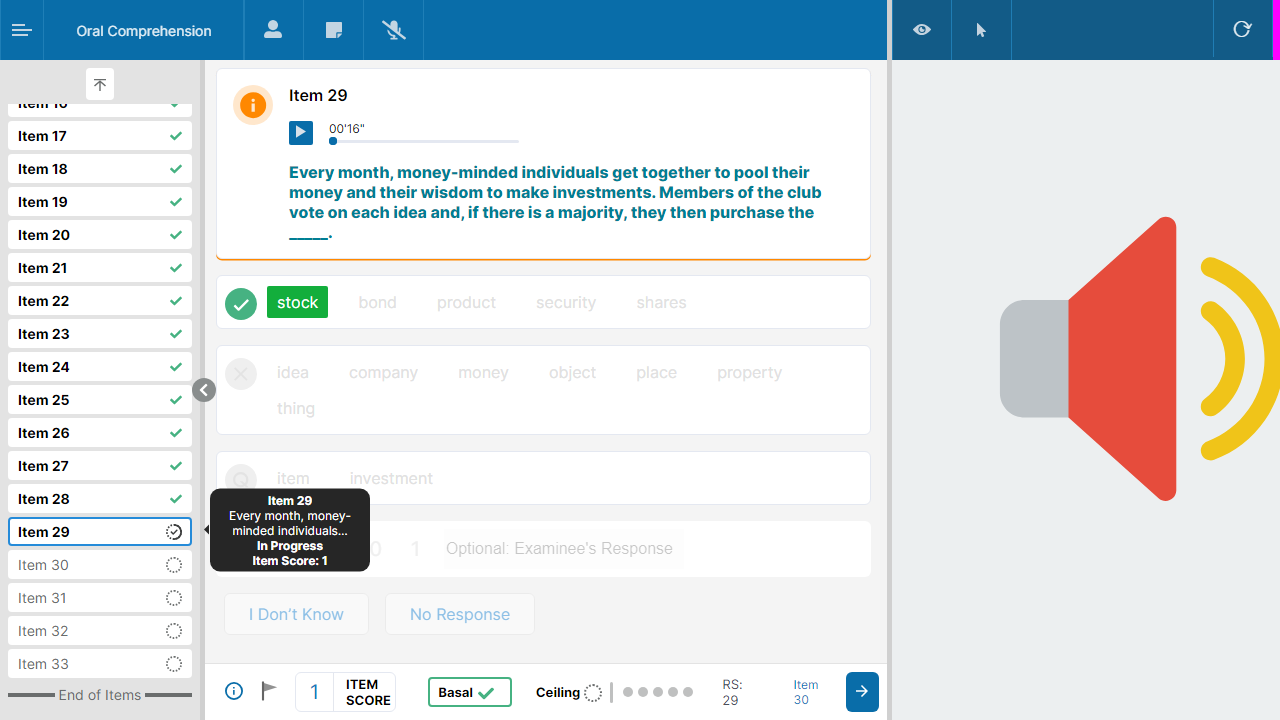 Oral Comprehension
Item 16
Item 17
Item 18
Item 19
Item 20
Item 21
Item 22
Item 23
Item 24
Item 25
Item 26
Item 27
Item 28
Item 29
Item 30
Item 31
Item 32
Item 33
End of Items
Item 29
00'16"
Every month, money-minded individuals get together to pool their
money and their wisdom to make investments. Members of the club
vote on each idea and, if there is a majority, they then purchase the
_____.
stock bond product security shares
idea company money object place property
thing
item investment
Item 29
Every month, money-
minded individuals...
In Progress
Item Score: 1
0 1 Optional: Examinee's Response
I Don't Know No Response
1 ITEM
SCORE
Basal
Ceiling
RS:
29
Item
30